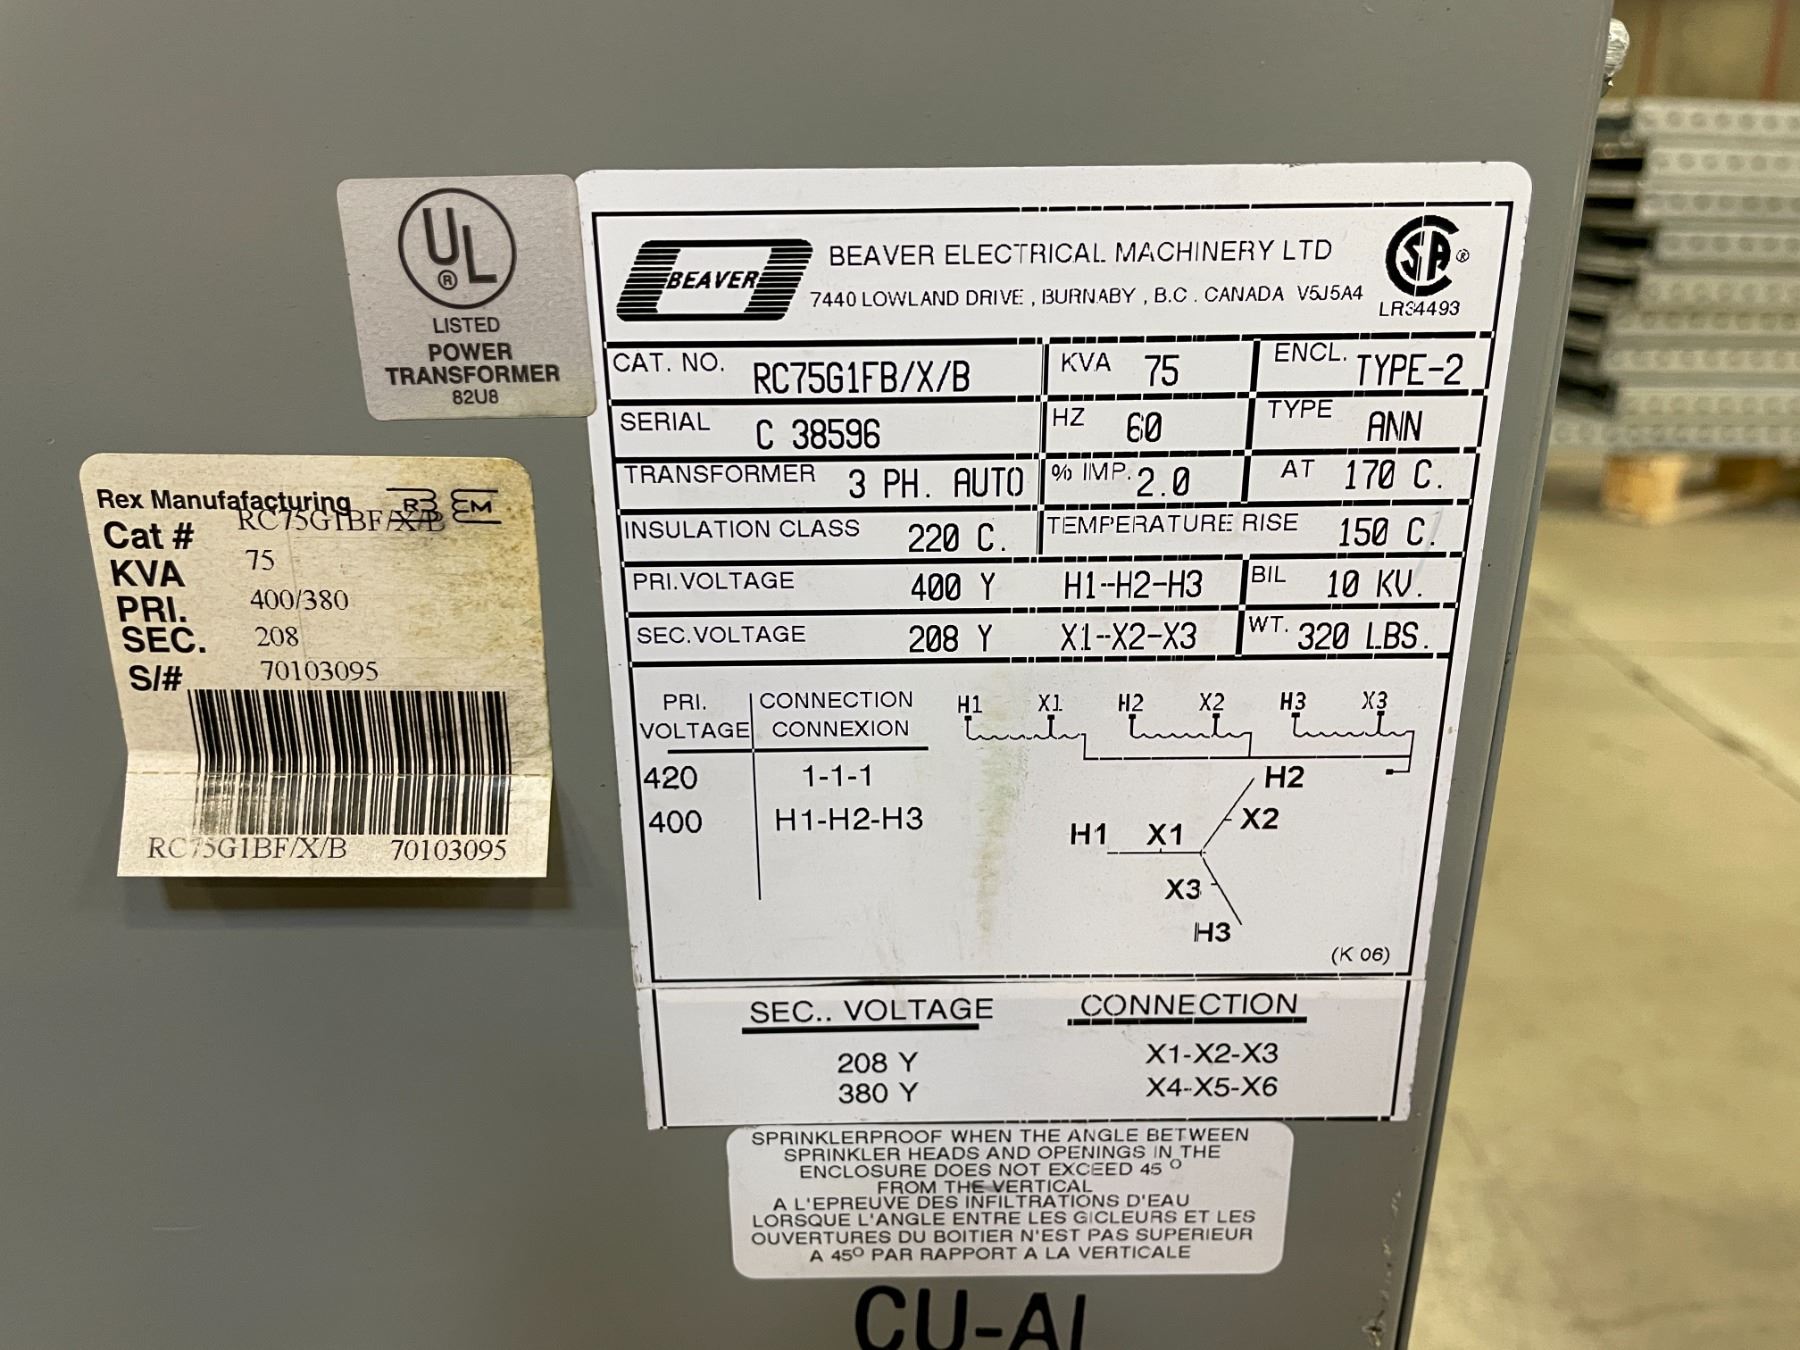 UL
®
LISTED
POWER
TRANSFORMER
82U8
Rex Manufafacturing
Cat # RC75G1BF/X/B
KVA 75
PRI. 400/380
SEC. 208
S/# 70103095
RC75G1BF/X/B 70103095
BEAVER
BEAVER ELECTRICAL MACHINERY LTD
7440 LOWLAND DRIVE, BURNABY, B.C. CANADA V5J5A4
®
LR34493
CAT. NO. RC75G1FB/X/B KVA 75 ENCL. TYPE-2
SERIAL C 38596 HZ 60 TYPE ANN
TRANSFORMER 3 PH. AUTO % IMP. 2.0 AT 170 C.
INSULATION CLASS 220 C. TEMPERATURE RISE 150 C.
PRI.VOLTAGE 400 Y H1-H2-H3 BIL 10 KV.
SEC.VOLTAGE 208 Y X1-X2-X3 WT. 320 LBS.
PRI. CONNECTION
VOLTAGE CONNEXION
420 1-1-1
400 H1-H2-H3
H1 X1 H2 X2 H3 X3
H2
H1 X1 X2
X3
H3
(K 06)
SEC.. VOLTAGE CONNECTION
208 Y X1-X2-X3
380 Y X4-X5-X6
SPRINKLERPROOF WHEN THE ANGLE BETWEEN
SPRINKLER HEADS AND OPENINGS IN THE
ENCLOSURE DOES NOT EXCEED 45 O
FROM THE VERTICAL
A L'EPREUVE DES INFILTRATIONS D'EAU
LORSQUE L'ANGLE ENTRE LES GICLEURS ET LES
OUVERTURES DU BOITIER N'EST PAS SUPERIEUR
A 45O PAR RAPPORT A LA VERTICALE
CU-Al